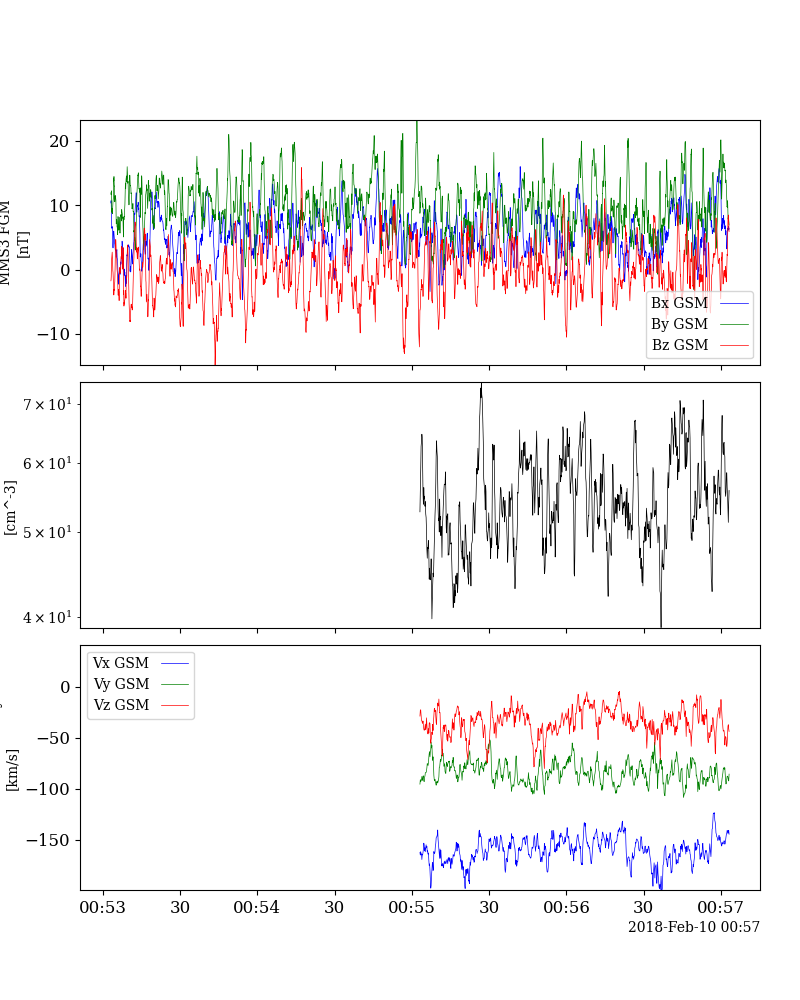 20
10
0
−10
MMS3 FGM
[nT]
Bx GSM
By GSM
Bz GSM
7×10¹
6×10¹
5×10¹
4×10¹
[cm^-3]
Vx GSM
Vy GSM
Vz GSM
0
−50
−100
−150
[km/s]
00:53
30
00:54
30
00:55
30
00:56
30
00:57
2018-Feb-10 00:57